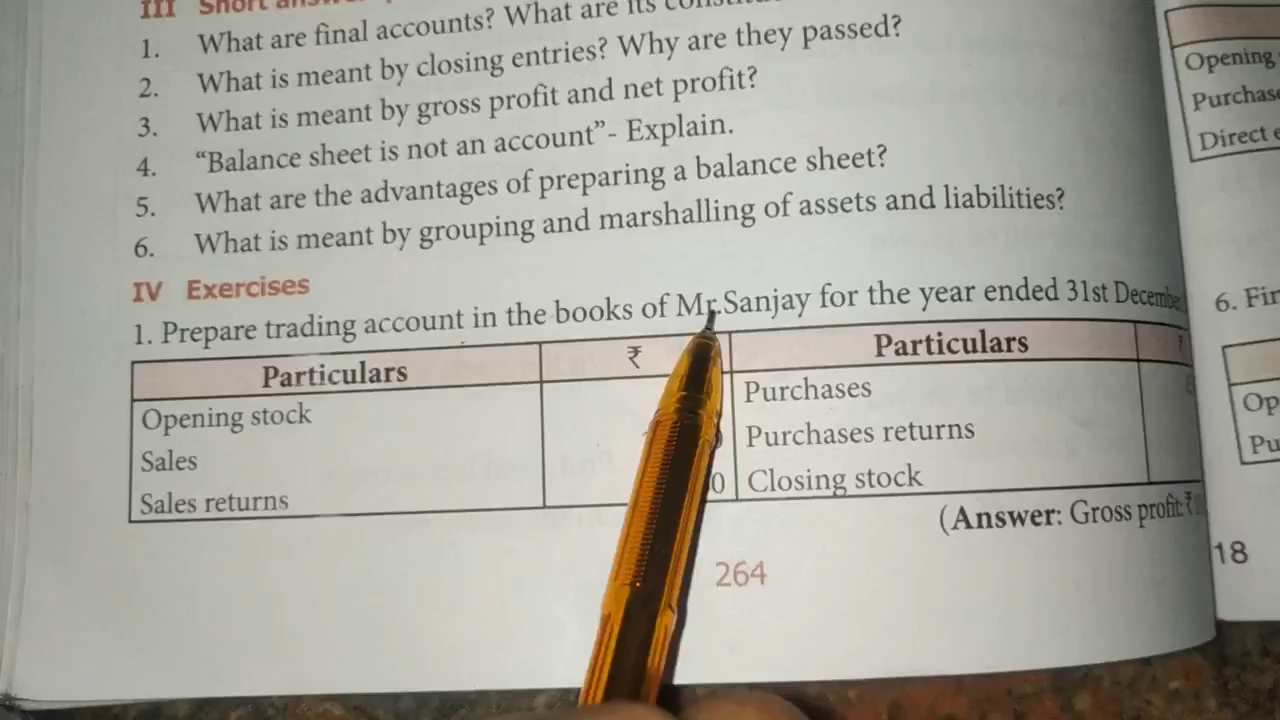 III Short
1. What are final accounts? What are its
2. What is meant by closing entries? Why are they passed?
3. What is meant by gross profit and net profit?
4. “Balance sheet is not an account”- Explain.
5. What are the advantages of preparing a balance sheet?
6. What is meant by grouping and marshalling of assets and liabilities?
IV Exercises
1. Prepare trading account in the books of Mr.Sanjay for the year ended 31st
Particulars ₹ Particulars
Opening stock Purchases
Sales Purchases returns
Sales returns 0 Closing stock
(Answer: Gross profit: ₹
264
Opening
Direct
6.
18